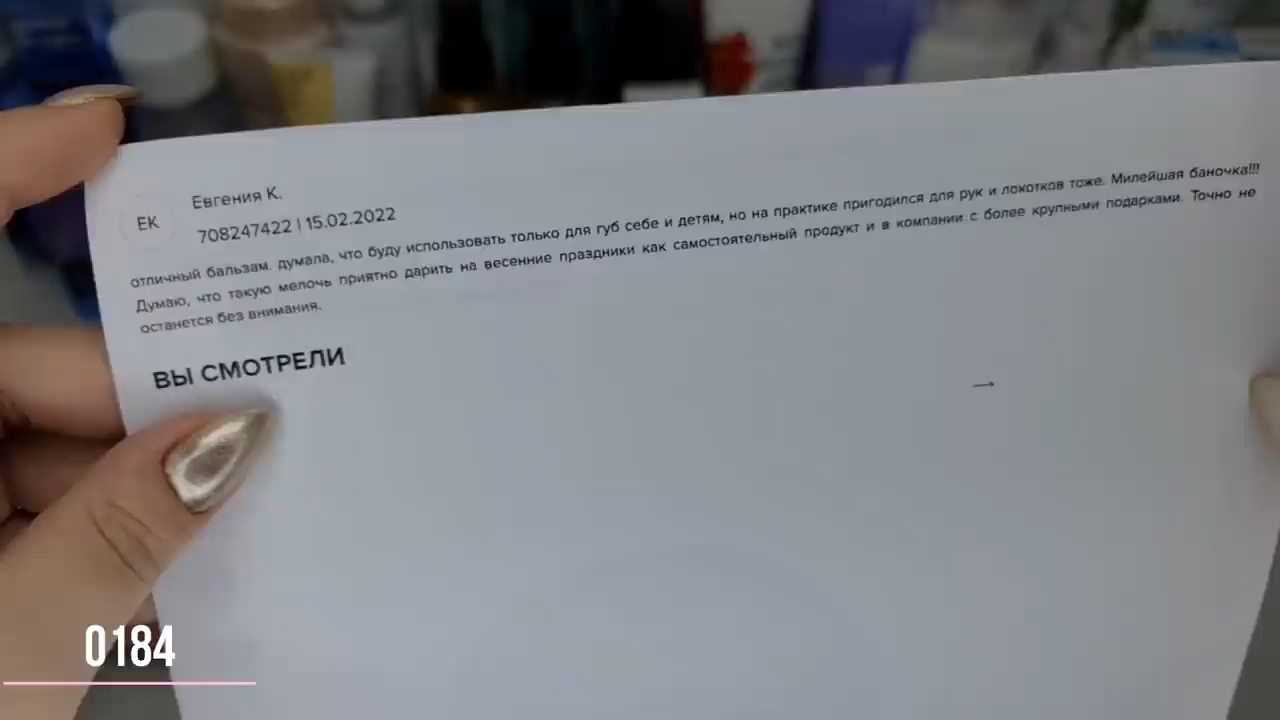 ЕК
Евгения К.
708247422 | 15.02.2022
отличный бальзам. думала, что буду использовать только для губ себе и детям, но на практике пригодился для рук и локотков тоже. Милейшая баночка!!!
Думаю, что такую мелочь приятно дарить на весенние праздники как самостоятельный продукт и в компании с более крупными подарками. Точно не
останется без внимания.
ВЫ СМОТРЕЛИ
→
0184